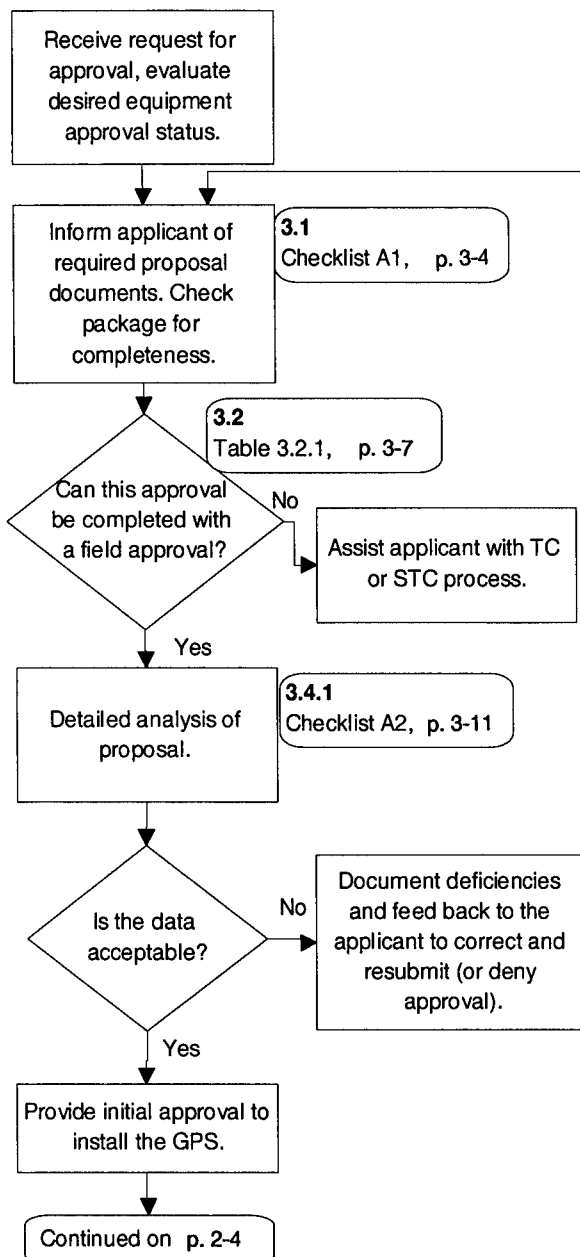 Receive request for
approval, evaluate
desired equipment
approval status.
Inform applicant of
required proposal
documents. Check
package for
completeness.
3.1
Checklist A1, p. 3-4
3.2
Table 3.2.1, p. 3-7
Can this approval
be completed with
a field approval?
No
Assist applicant with TC
or STC process.
Yes
Detailed analysis of
proposal.
3.4.1
Checklist A2, p. 3-11
Is the data
acceptable?
No
Document deficiencies
and feed back to the
applicant to correct and
resubmit (or deny
approval).
Yes
Provide initial approval to
install the GPS.
Continued on p. 2-4